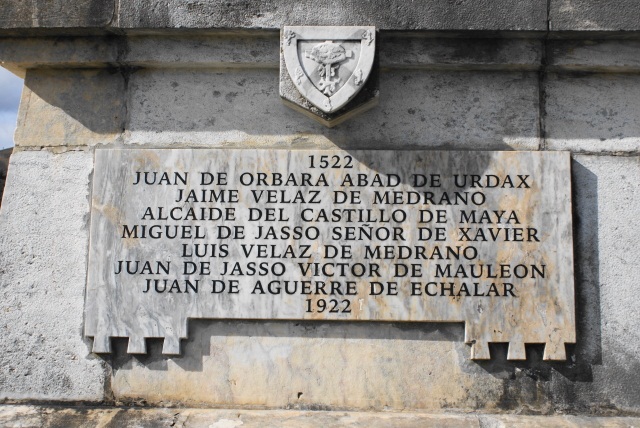 1522
JUAN DE ORBARA ABAD DE URDAX
JAIME VELAZ DE MEDRANO
ALCAIDE DEL CASTILLO DE MAYA
MIGUEL DE JASSO SEÑOR DE XAVIER
LUIS VELAZ DE MEDRANO
JUAN DE JASSO VICTOR DE MAULEON
JUAN DE AGUERRE DE ECHALAR
1922